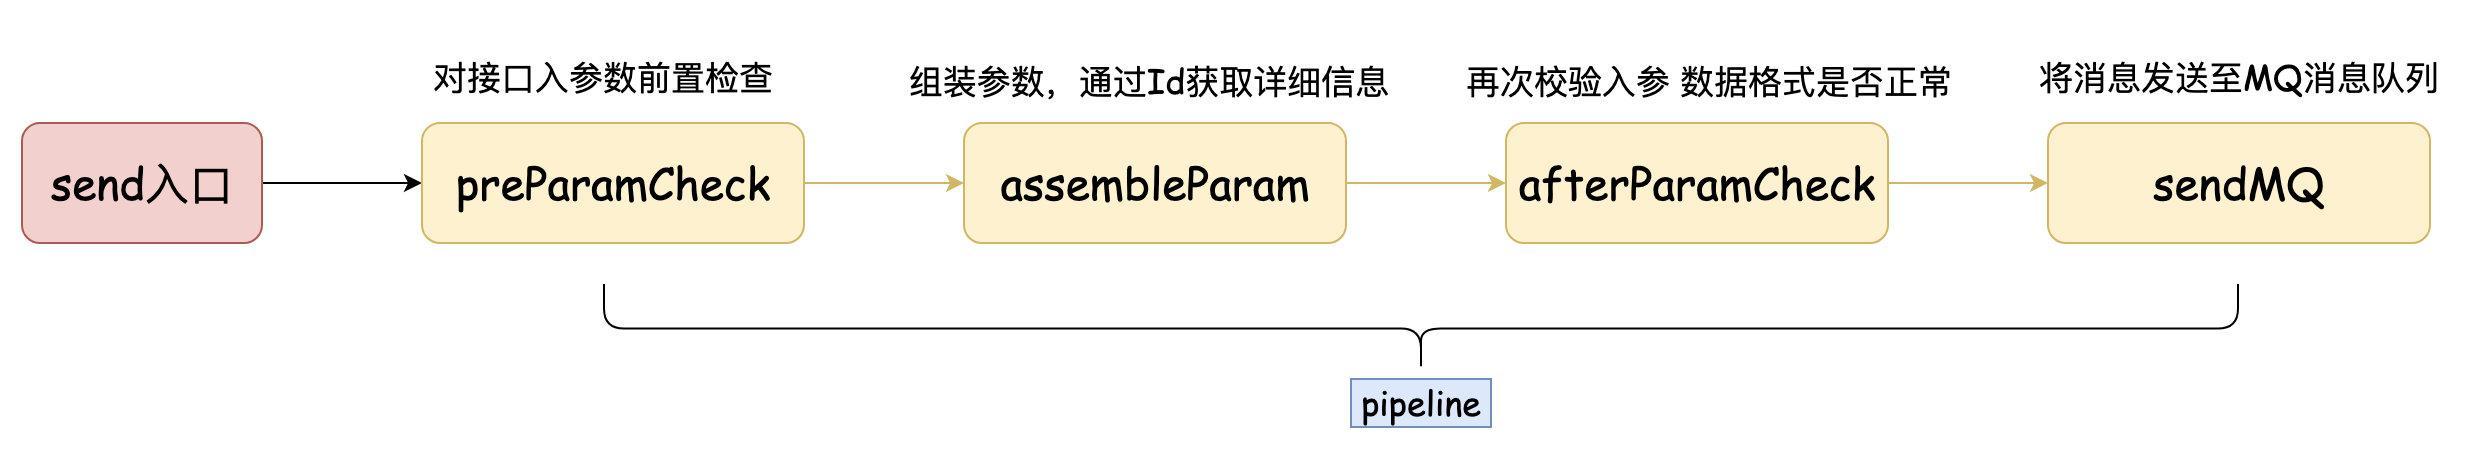 对接口入参数前置检查
组装参数，通过Id获取详细信息
再次校验入参 数据格式是否正常
将消息发送至MQ消息队列
send入口
preParamCheck
assembleParam
afterParamCheck
sendMQ
pipeline